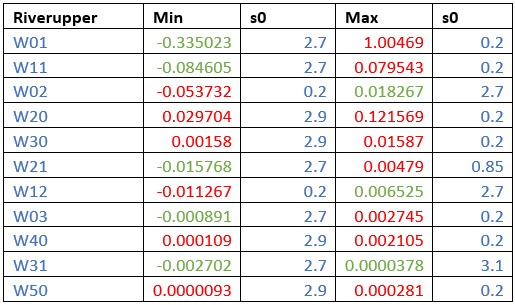 Riverupper Min s0 Max s0
W01 -0.335023 2.7 1.00469 0.2
W11 -0.084605 2.7 0.079543 0.2
W02 -0.053732 0.2 0.018267 2.7
W20 0.029704 2.9 0.121569 0.2
W30 0.00158 2.9 0.01587 0.2
W21 -0.015768 2.7 0.00479 0.85
W12 -0.011267 0.2 0.006525 2.7
W03 -0.000891 2.7 0.002745 0.2
W40 0.000109 2.9 0.002105 0.2
W31 -0.002702 2.7 0.0000378 3.1
W50 0.0000093 2.9 0.000281 0.2